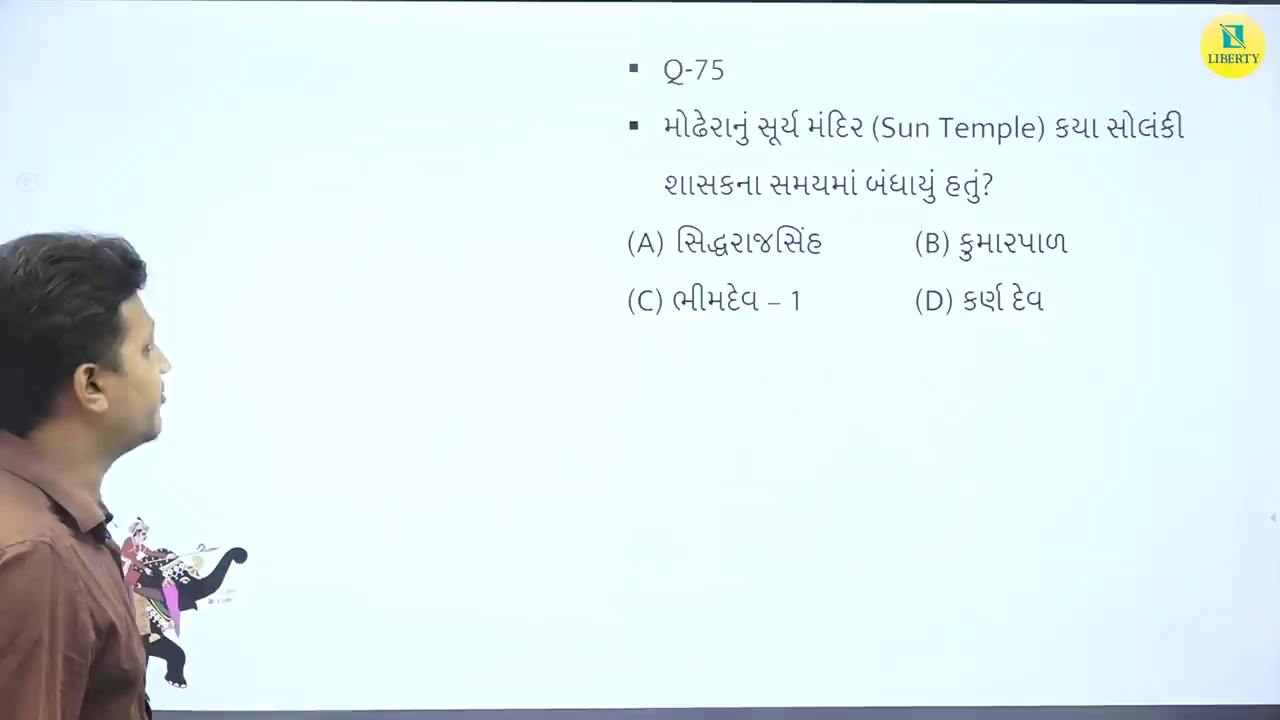 LIBERTY
▪ Q-75
▪ મોઢેરાનું સૂર્ય મંદિર (Sun Temple) કયા સોલંકી
શાસકના સમયમાં બંધાયું હતું?
(A) સિદ્ધરાજસિંહ (B) કુમારપાળ
(C) ભીમદેવ – 1 (D) કર્ણ દેવ